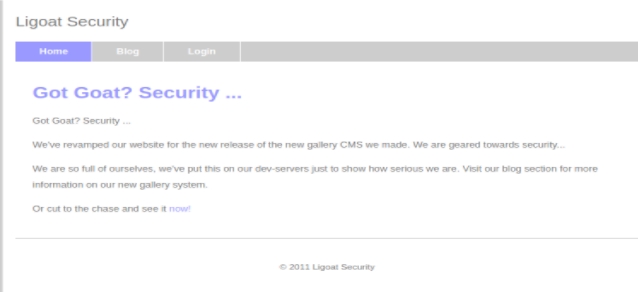 Ligoat Security
Home Blog Login
Got Goat? Security ...
Got Goat? Security ...
We've revamped our website for the new release of the new gallery CMS we made. We are geared towards security...
We are so full of ourselves, we've put this on our dev-servers just to show how serious we are. Visit our blog section for more
information on our new gallery system.
Or cut to the chase and see it now!
© 2011 Ligoat Security